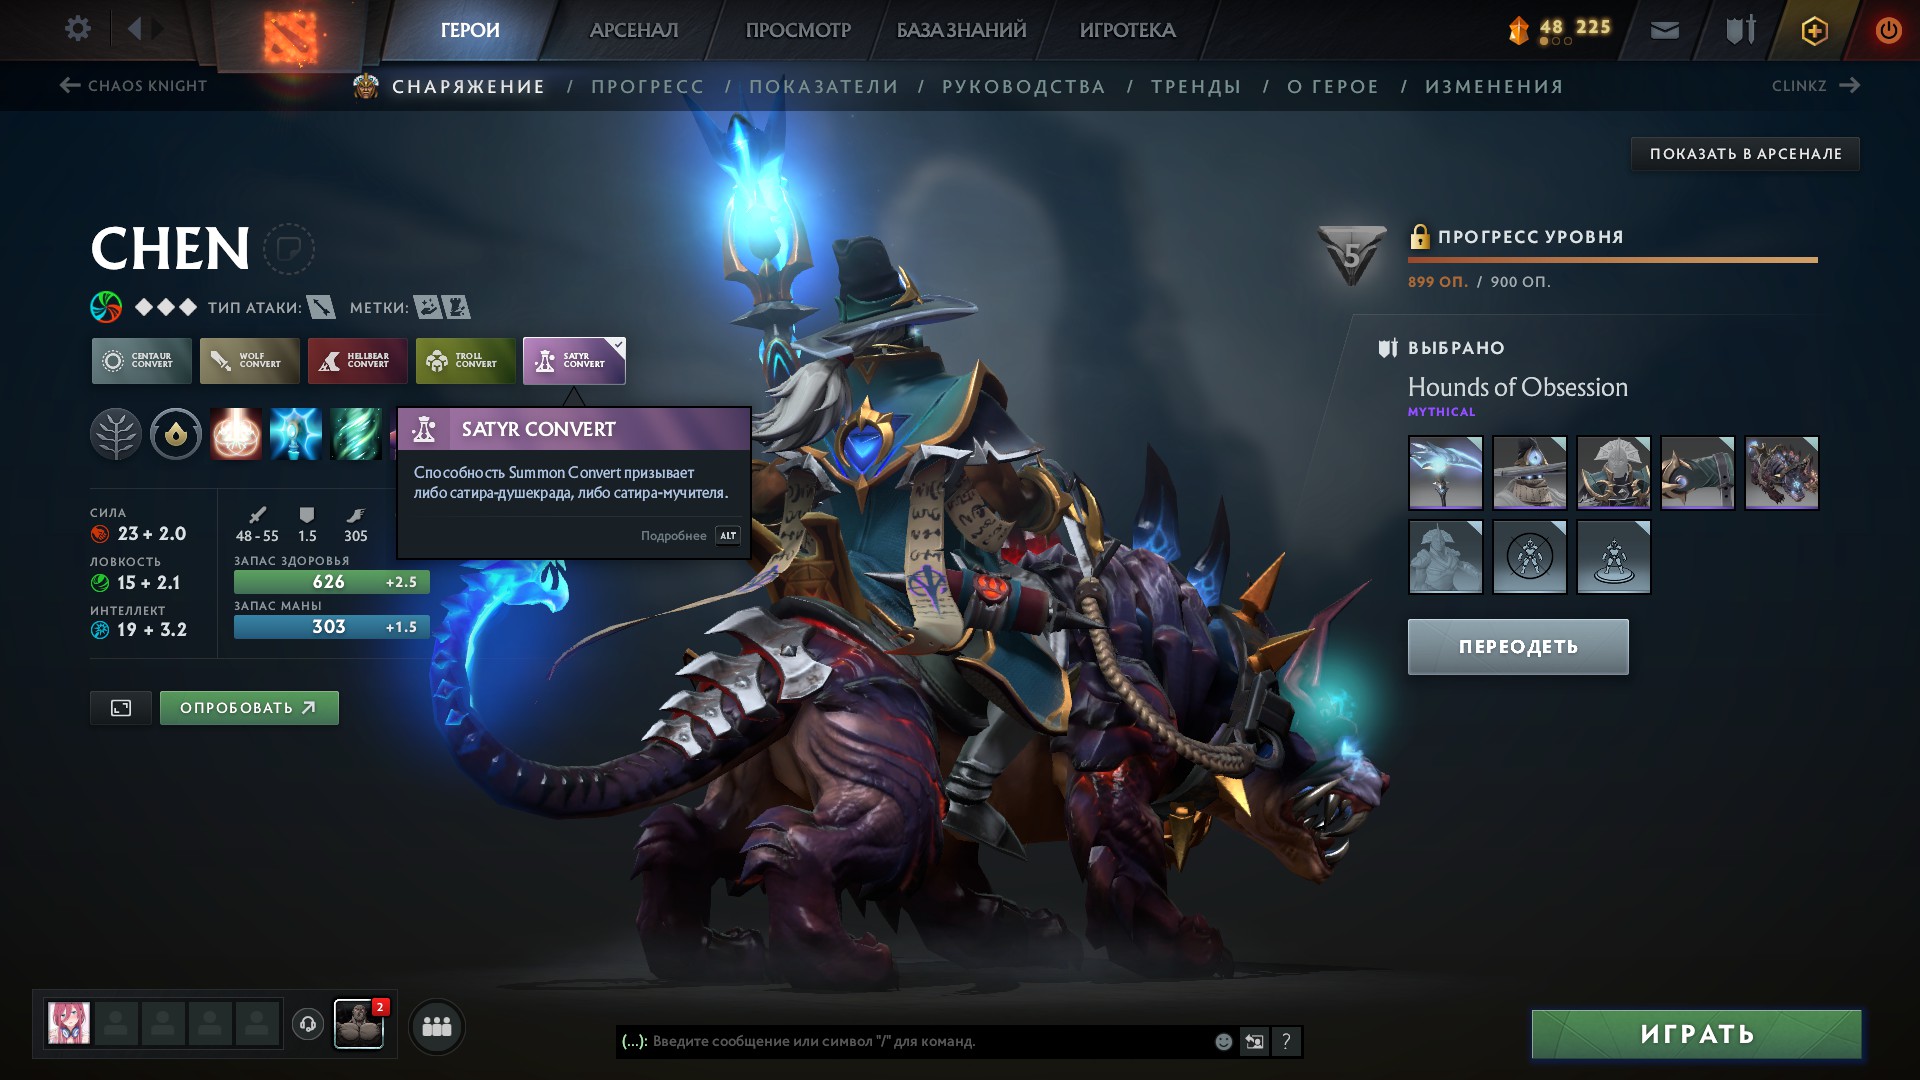 ГЕРОИ
АРСЕНАЛ
ПРОСМОТР
БАЗА ЗНАНИЙ
ИГРОТЕКА
48 225
CHAOS KNIGHT
СНАРЯЖЕНИЕ / ПРОГРЕСС / ПОКАЗАТЕЛИ / РУКОВОДСТВА / ТРЕНДЫ / О ГЕРОЕ / ИЗМЕНЕНИЯ
CLINKZ
ПОКАЗАТЬ В АРСЕНАЛЕ
CHEN
ТИП АТАКИ:
МЕТКИ:
CENTAUR CONVERT
WOLF CONVERT
HELLBEAR CONVERT
TROLL CONVERT
SATYR CONVERT
SATYR CONVERT
Способность Summon Convert призывает
либо сатира-душекрада, либо сатира-мучителя.
Подробнее ALT
СИЛА
23 + 2.0
ЛОВКОСТЬ
15 + 2.1
ИНТЕЛЛЕКТ
19 + 3.2
48 - 55 1.5 305
ЗАПАС ЗДОРОВЬЯ
626 +2.5
ЗАПАС МАНЫ
303 +1.5
ОПРОБОВАТЬ
5
ПРОГРЕСС УРОВНЯ
899 ОП. / 900 ОП.
ВЫБРАНО
Hounds of Obsession
MYTHICAL
ПЕРЕОДЕТЬ
2
(...): Введите сообщение или символ "/" для команд.
?
ИГРАТЬ